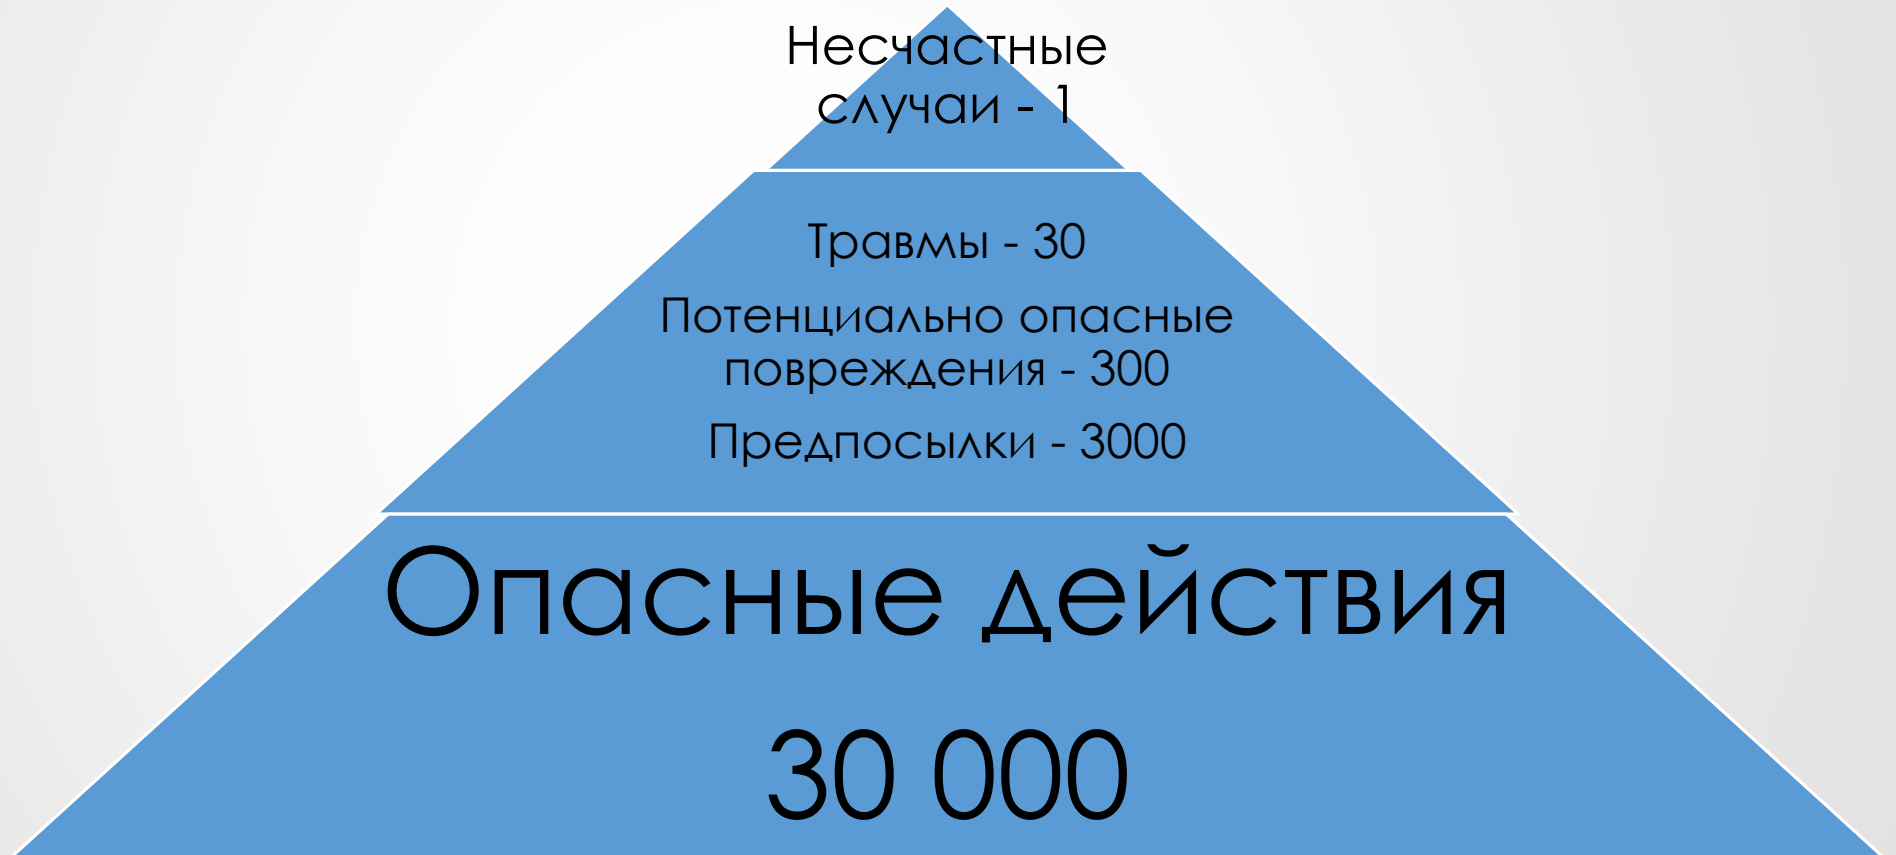 Несчастные
случаи - 1
Травмы - 30
Потенциально опасные
повреждения - 300
Предпосылки - 3000
Опасные действия
30 000